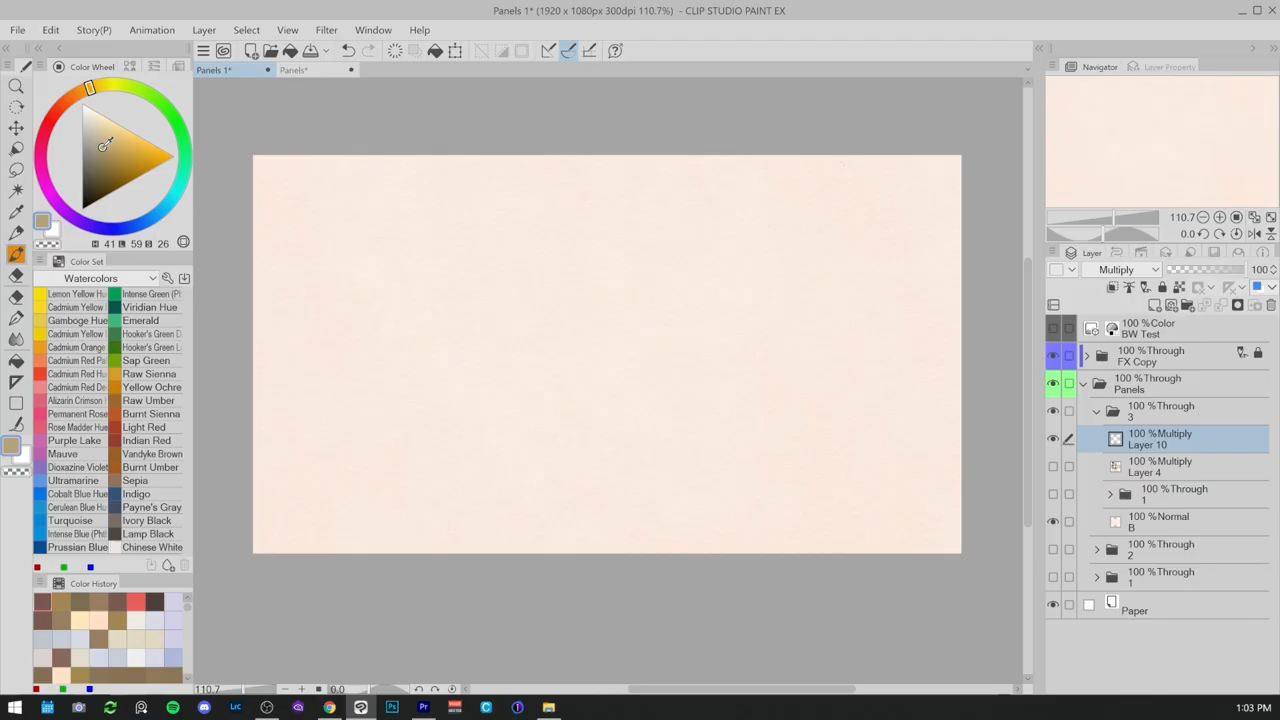 Panels 1* (1920 x 1080px 300dpi 110.7%) - CLIP STUDIO PAINT EX
File Edit Story(P) Animation Layer Select View Filter Window Help
Color Wheel
Panels 1*
Panels*
Navigator
Layer Property
H 41 L 59 S 26
110.7
0.0
Color Set
Watercolors
Layer
Multiply
100
Lemon Yellow Hu Intense Green (Pl
Cadmium Yellow Viridian Hue
Gamboge Hue Emerald
Cadmium Yellow Hooker's Green D
Cadmium Orange Hooker's Green L
Cadmium Red Pa Sap Green
Cadmium Red Hu Raw Sienna
Cadmium Red De Yellow Ochre
Alizarin Crimson Raw Umber
Permanent Rose Burnt Sienna
Rose Madder Hue Light Red
Purple Lake Indian Red
Mauve Vandyke Brown
Dioxazine Violet Burnt Umber
Ultramarine Sepia
Cobalt Blue Hue Indigo
Cerulean Blue Hu Payne's Gray
Turquoise Ivory Black
Intense Blue (Pht Lamp Black
Prussian Blue Chinese White
100 %Color
BW Test
100 %Through
FX Copy
100 %Through
Panels
100 %Through
3
100 %Multiply
Layer 10
100 %Multiply
Layer 4
100 %Through
1
100 %Normal
B
100 %Through
2
100 %Through
1
Paper
Color History
110.7
0.0
Lrc
Ps
Pr
1:03 PM